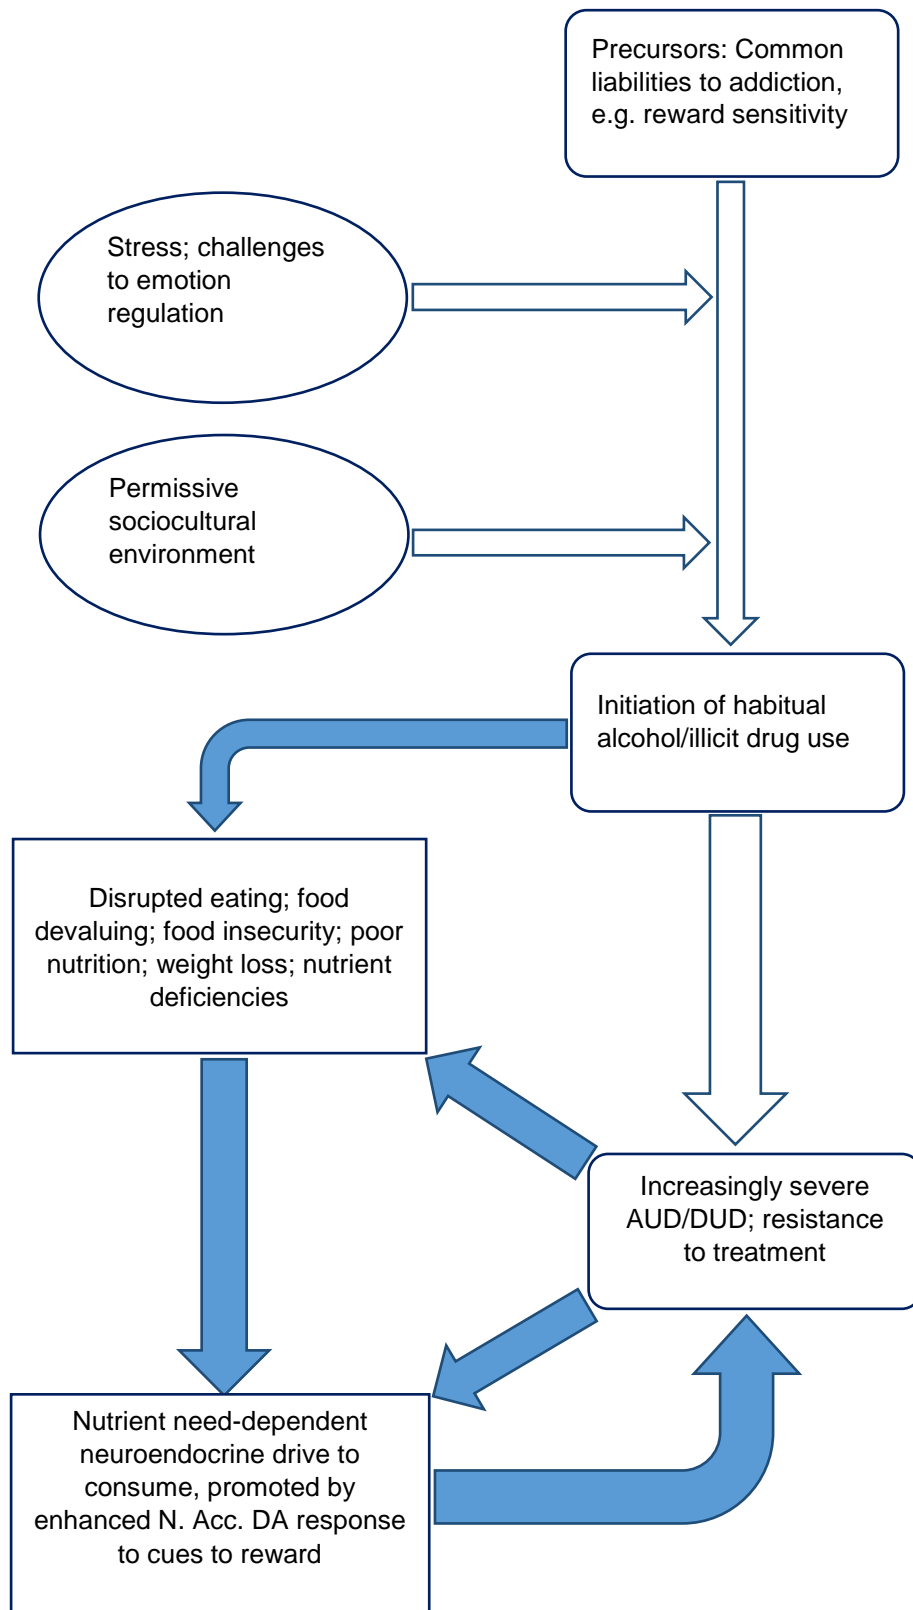 Precursors: Common
liabilities to addiction,
e.g. reward sensitivity
Stress; challenges
to emotion
regulation
Permissive
sociocultural
environment
Initiation of habitual
alcohol/illicit drug use
Disrupted eating; food
devaluing; food insecurity; poor
nutrition; weight loss; nutrient
deficiencies
Increasingly severe
AUD/DUD; resistance
to treatment
Nutrient need-dependent
neuroendocrine drive to
consume, promoted by
enhanced N. Acc. DA response
to cues to reward